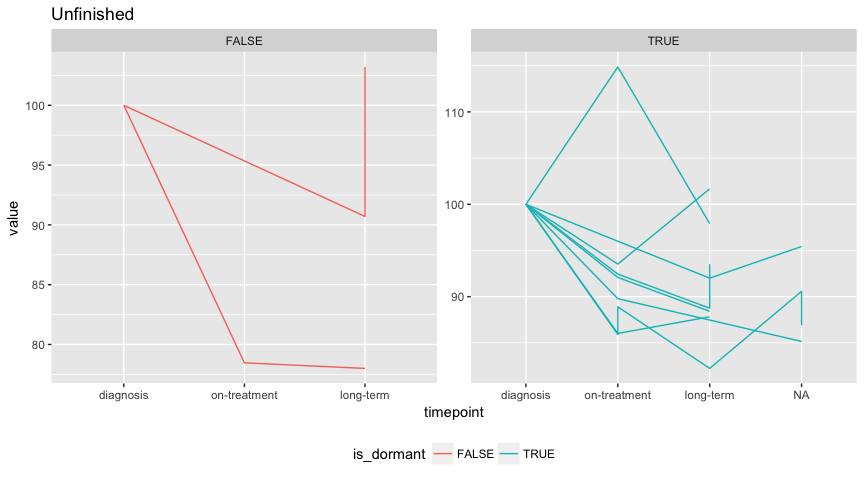 Unfinished
FALSE
TRUE
100
95
90
85
80
110
100
90
value
diagnosis on-treatment long-term
diagnosis on-treatment long-term NA
timepoint
is_dormant FALSE TRUE